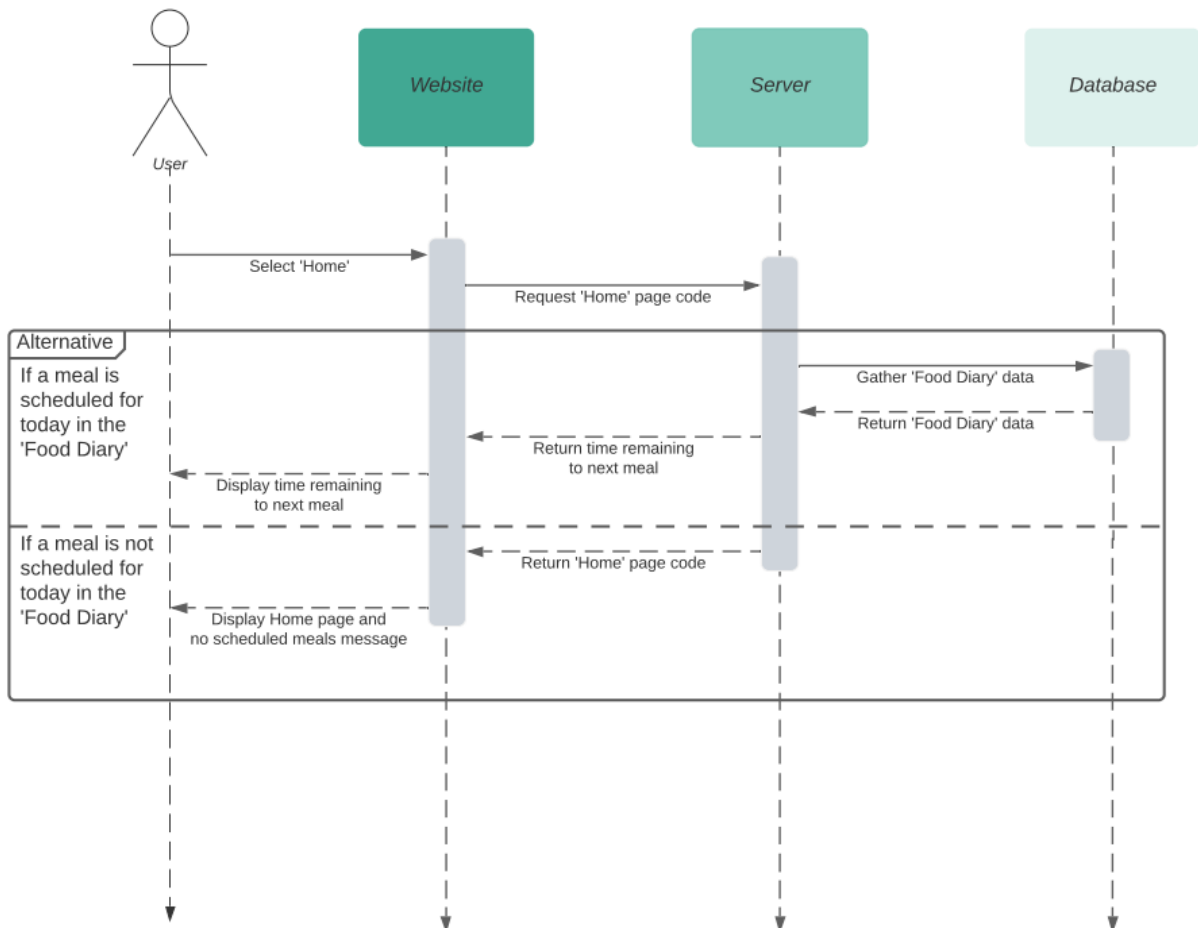 User
Website
Server
Database
Select 'Home'
Request 'Home' page code
Alternative
If a meal is
scheduled for
today in the
'Food Diary'
Gather 'Food Diary' data
Return 'Food Diary' data
Return time remaining
to next meal
Display time remaining
to next meal
If a meal is not
scheduled for
today in the
'Food Diary'
Return 'Home' page code
Display Home page and
no scheduled meals message